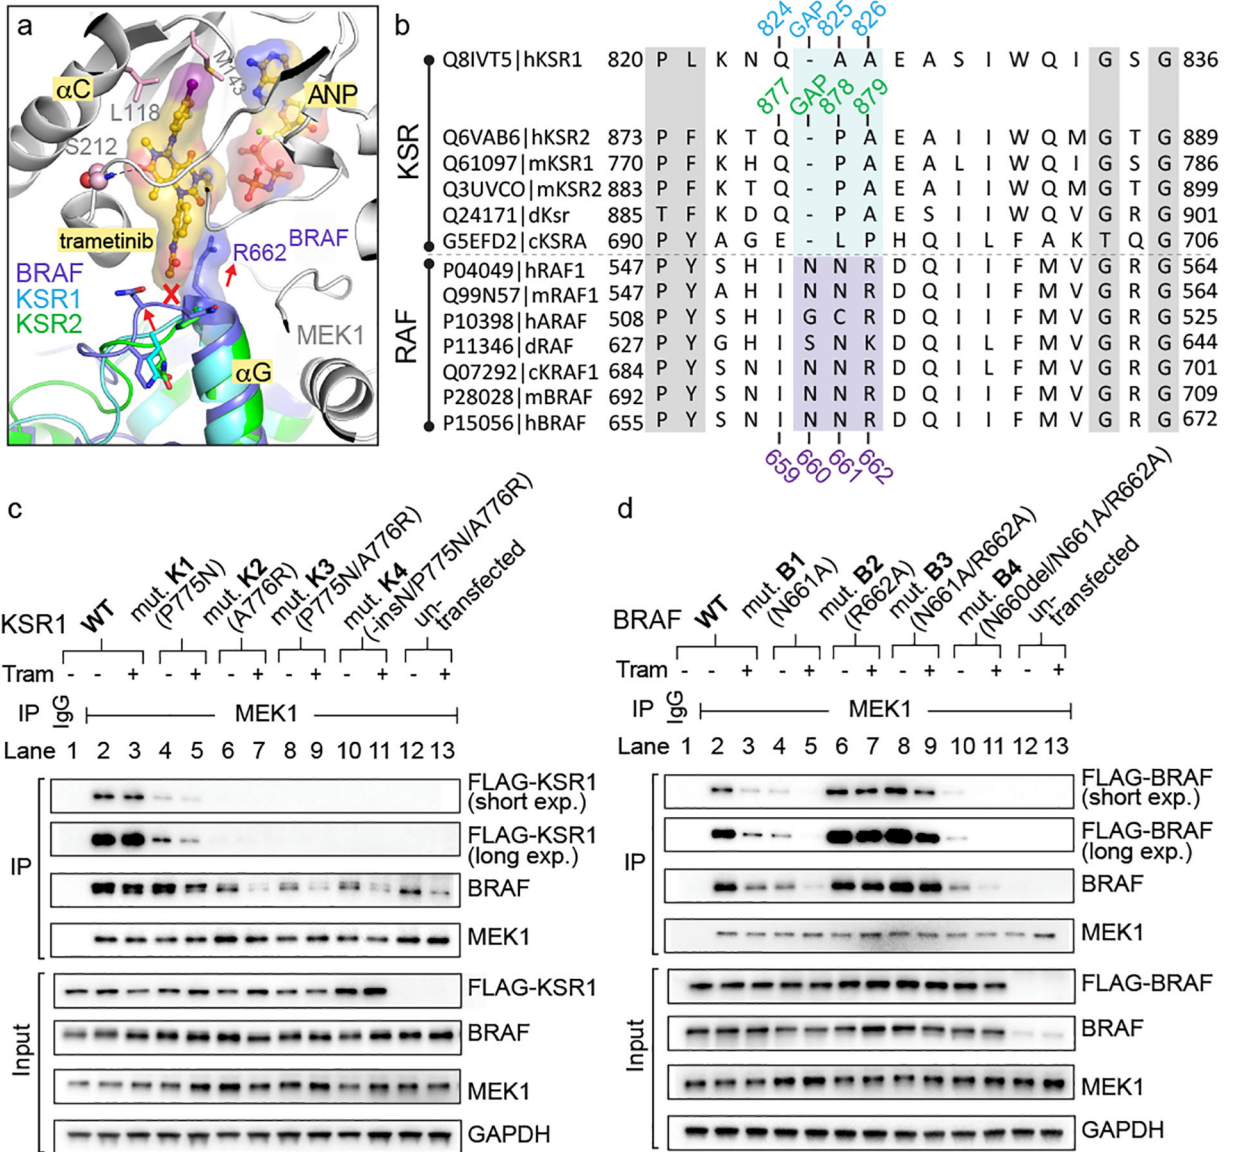 a
αC
L118
M143
ANP
S212
trametinib
R662
BRAF
BRAF
KSR1
KSR2
X
αG
MEK1
b
824 GAP 825 826
KSR
Q8IVT5|hKSR1 820 P L K N Q - A A E A S I W Q I G S G 836
877 GAP 878 879
Q6VAB6|hKSR2 873 P F K T Q - P A E A I I W Q M G T G 889
Q61097|mKSR1 770 P F K H Q - P A E A L I W Q I G S G 786
Q3UVCO|mKSR2 883 P F K T Q - P A E A I I W Q M G T G 899
Q24171|dKsr 885 T F K D Q - P A E S I I W Q V G R G 901
G5EFD2|cKSRA 690 P Y A G E - L P H Q I L F A K T Q G 706
RAF
P04049|hRAF1 547 P Y S H I N N R D Q I I F M V G R G 564
Q99N57|mRAF1 547 P Y A H I N N R D Q I I F M V G R G 564
P10398|hARAF 508 P Y S H I G C R D Q I I F M V G R G 525
P11346|dRAF 627 P Y G H I S N K D Q I L F M V G R G 644
Q07292|cKRAF1 684 P Y S N I N N R D Q I L F M V G R G 701
P28028|mBRAF 692 P Y S N I N N R D Q I I F M V G R G 709
P15056|hBRAF 655 P Y S N I N N R D Q I I F M V G R G 672
659 660 661 662
c
KSR1
WT
mut. K1
(P775N)
mut. K2
(A776R)
mut. K3
(P775N/A776R)
mut. K4
(-insN/P775N/A776R)
un-
transfected
Tram - - + - + - + - + - + - +
IP IgG MEK1
Lane 1 2 3 4 5 6 7 8 9 10 11 12 13
IP
FLAG-KSR1
(short exp.)
FLAG-KSR1
(long exp.)
BRAF
MEK1
Input
FLAG-KSR1
BRAF
MEK1
GAPDH
d
BRAF
WT
mut. B1
(N661A)
mut. B2
(R662A)
mut. B3
(N661A/R662A)
mut. B4
(N660del/N661A/R662A)
un-
transfected
Tram - - + - + - + - + - + - +
IP IgG MEK1
Lane 1 2 3 4 5 6 7 8 9 10 11 12 13
IP
FLAG-BRAF
(short exp.)
FLAG-BRAF
(long exp.)
BRAF
MEK1
Input
FLAG-BRAF
BRAF
MEK1
GAPDH